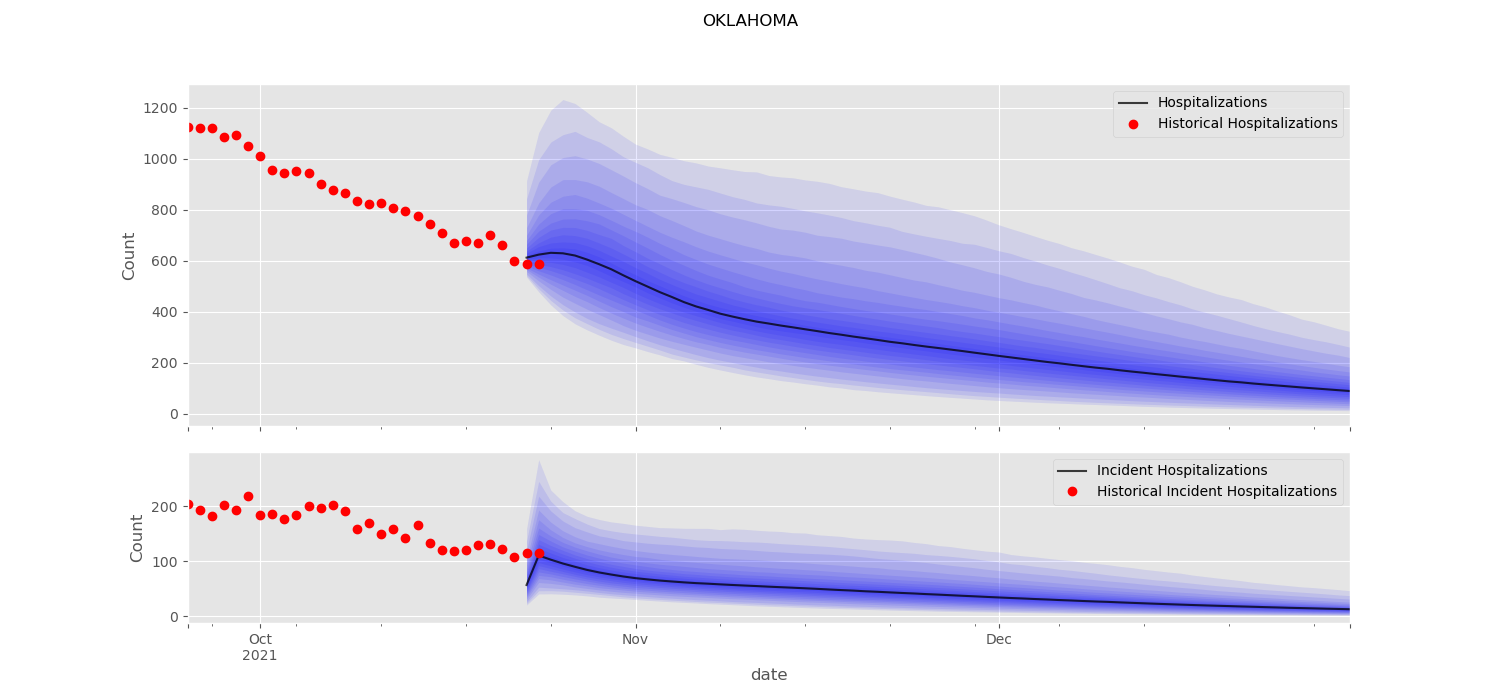 OKLAHOMA
Hospitalizations
Historical Hospitalizations
1200
1000
800
600
400
200
0
Count
Incident Hospitalizations
Historical Incident Hospitalizations
200
100
0
Count
Oct Nov Dec
2021
date